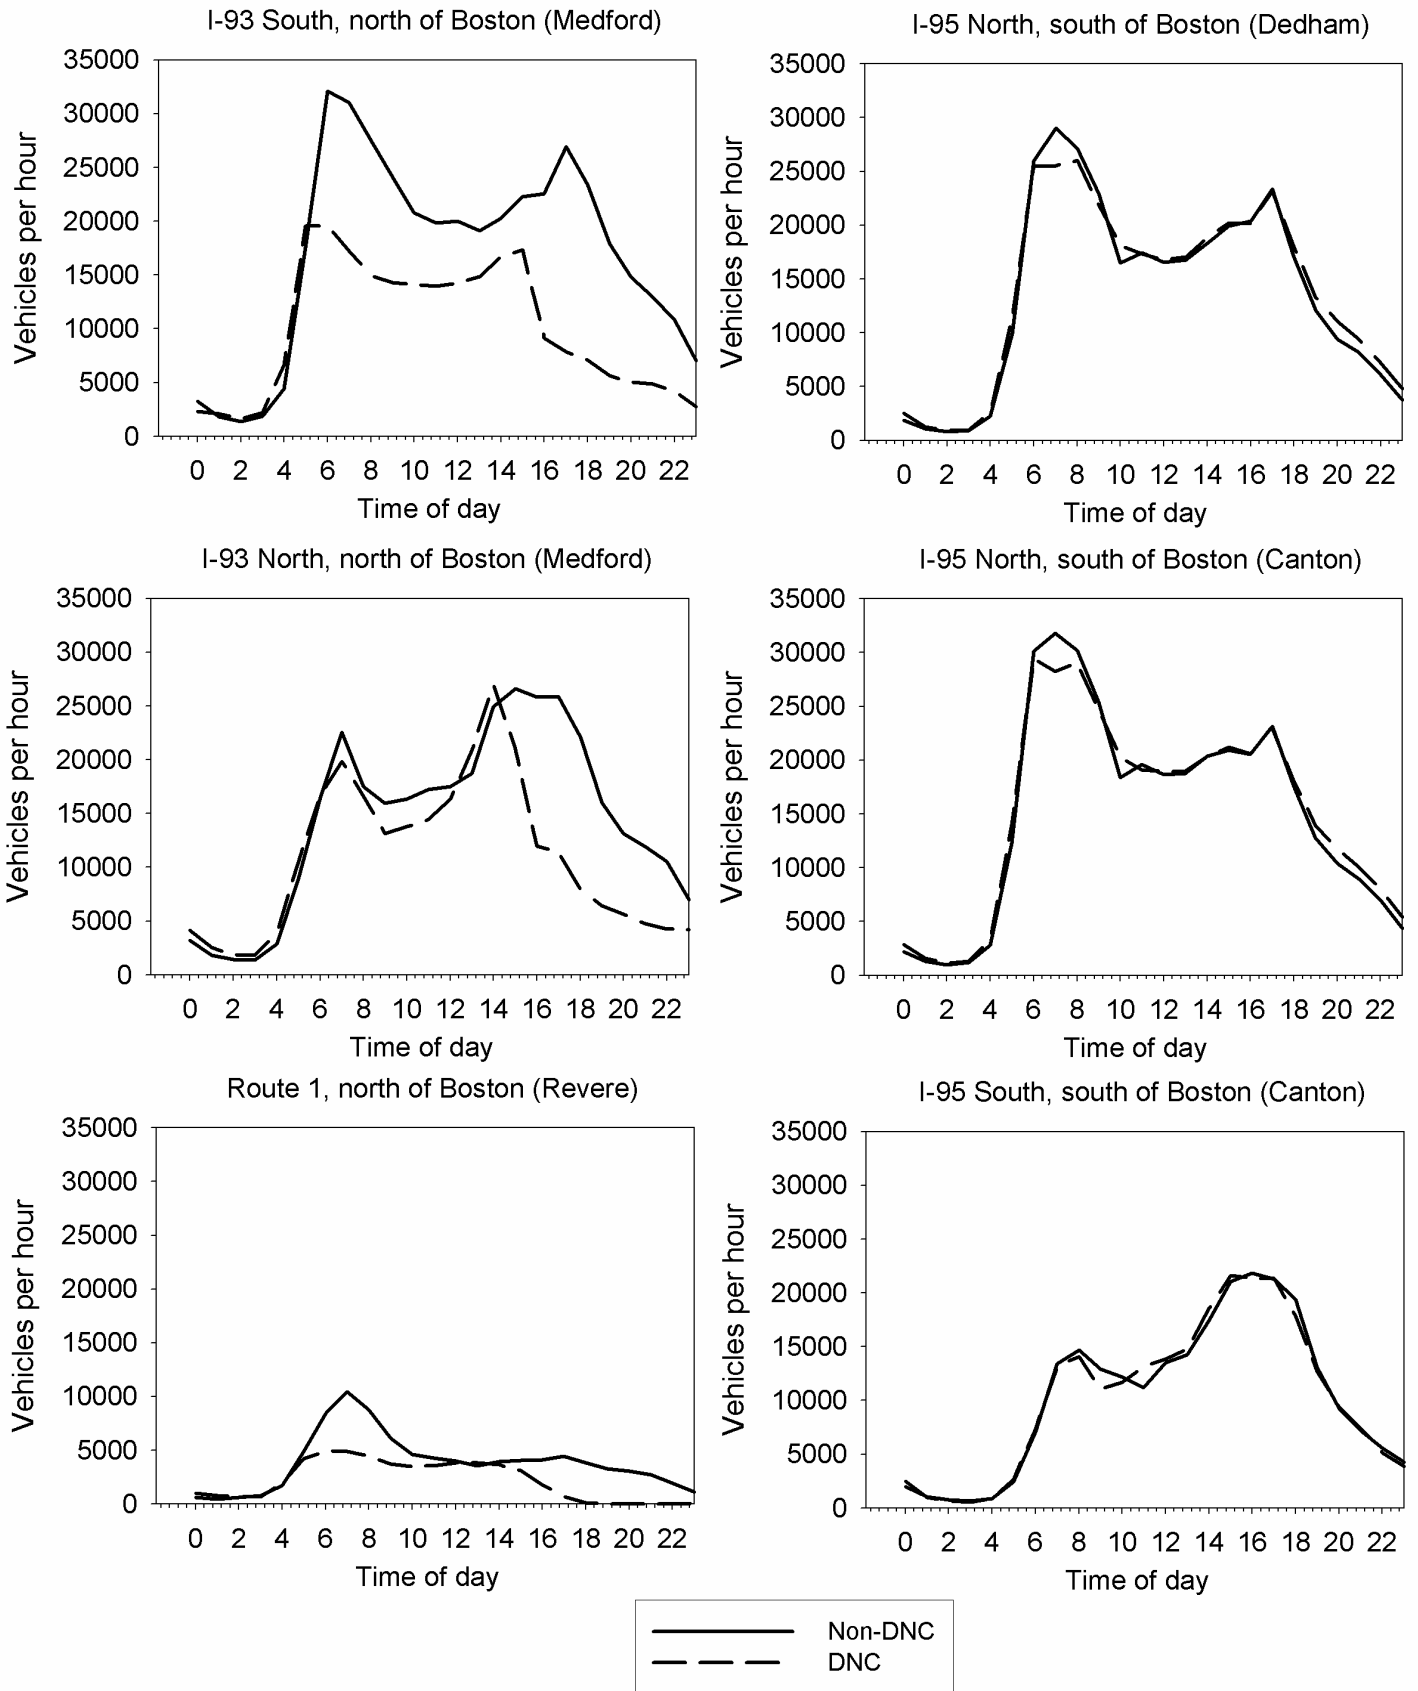 I-93 South, north of Boston (Medford)
35000
30000
25000
20000
15000
10000
5000
0
Vehicles per hour
0 2 4 6 8 10 12 14 16 18 20 22
Time of day
I-95 North, south of Boston (Dedham)
35000
30000
25000
20000
15000
10000
5000
0
Vehicles per hour
0 2 4 6 8 10 12 14 16 18 20 22
Time of day
I-93 North, north of Boston (Medford)
35000
30000
25000
20000
15000
10000
5000
0
Vehicles per hour
0 2 4 6 8 10 12 14 16 18 20 22
Time of day
I-95 North, south of Boston (Canton)
35000
30000
25000
20000
15000
10000
5000
0
Vehicles per hour
0 2 4 6 8 10 12 14 16 18 20 22
Time of day
Route 1, north of Boston (Revere)
35000
30000
25000
20000
15000
10000
5000
0
Vehicles per hour
0 2 4 6 8 10 12 14 16 18 20 22
Time of day
I-95 South, south of Boston (Canton)
35000
30000
25000
20000
15000
10000
5000
0
Vehicles per hour
0 2 4 6 8 10 12 14 16 18 20 22
Time of day
Non-DNC
DNC